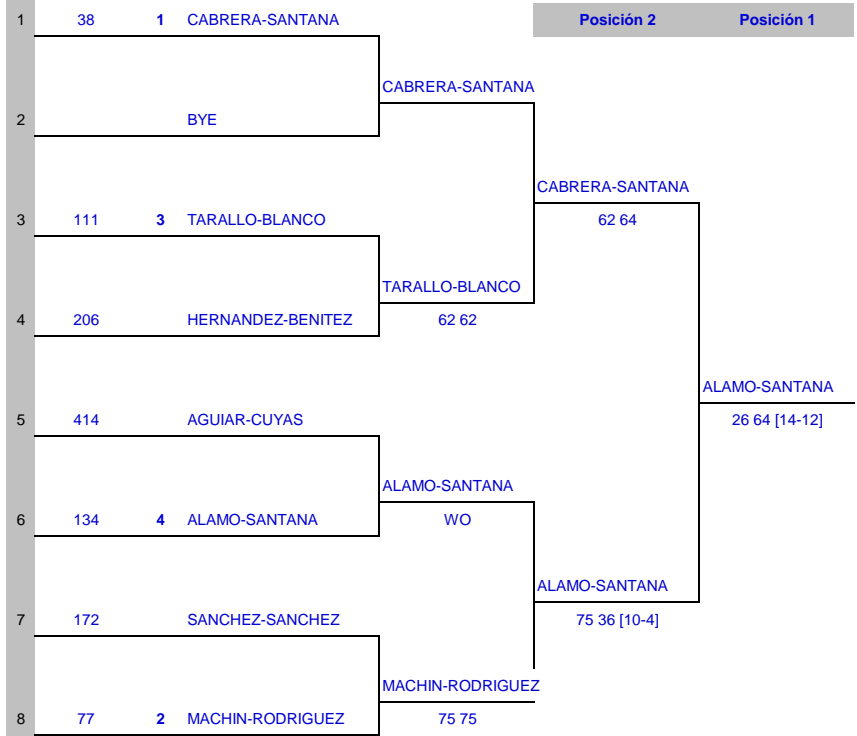 1 38 1 CABRERA-SANTANA Posición 2 Posición 1
CABRERA-SANTANA
2 BYE
CABRERA-SANTANA
3 111 3 TARALLO-BLANCO 62 64
TARALLO-BLANCO
4 206 HERNANDEZ-BENITEZ 62 62
ALAMO-SANTANA
5 414 AGUIAR-CUYAS 26 64 [14-12]
ALAMO-SANTANA
6 134 4 ALAMO-SANTANA WO
ALAMO-SANTANA
7 172 SANCHEZ-SANCHEZ 75 36 [10-4]
MACHIN-RODRIGUEZ
8 77 2 MACHIN-RODRIGUEZ 75 75